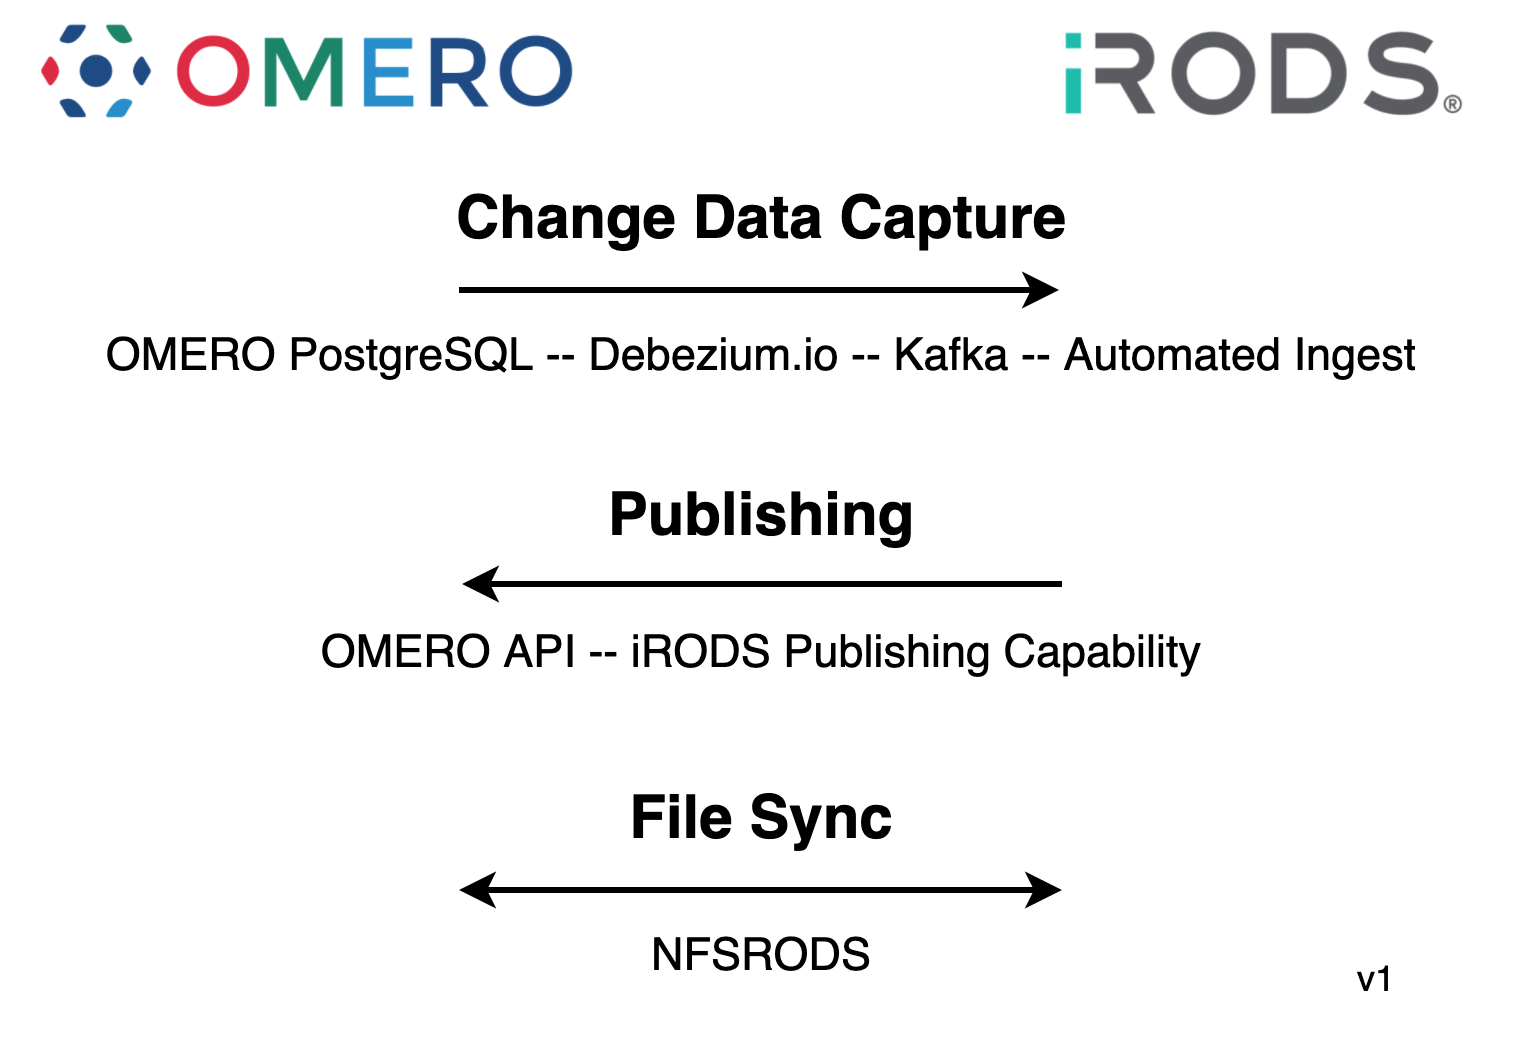 OMERO
iRODS®
Change Data Capture
OMERO PostgreSQL -- Debezium.io -- Kafka -- Automated Ingest
Publishing
OMERO API -- iRODS Publishing Capability
File Sync
NFSRODS
v1